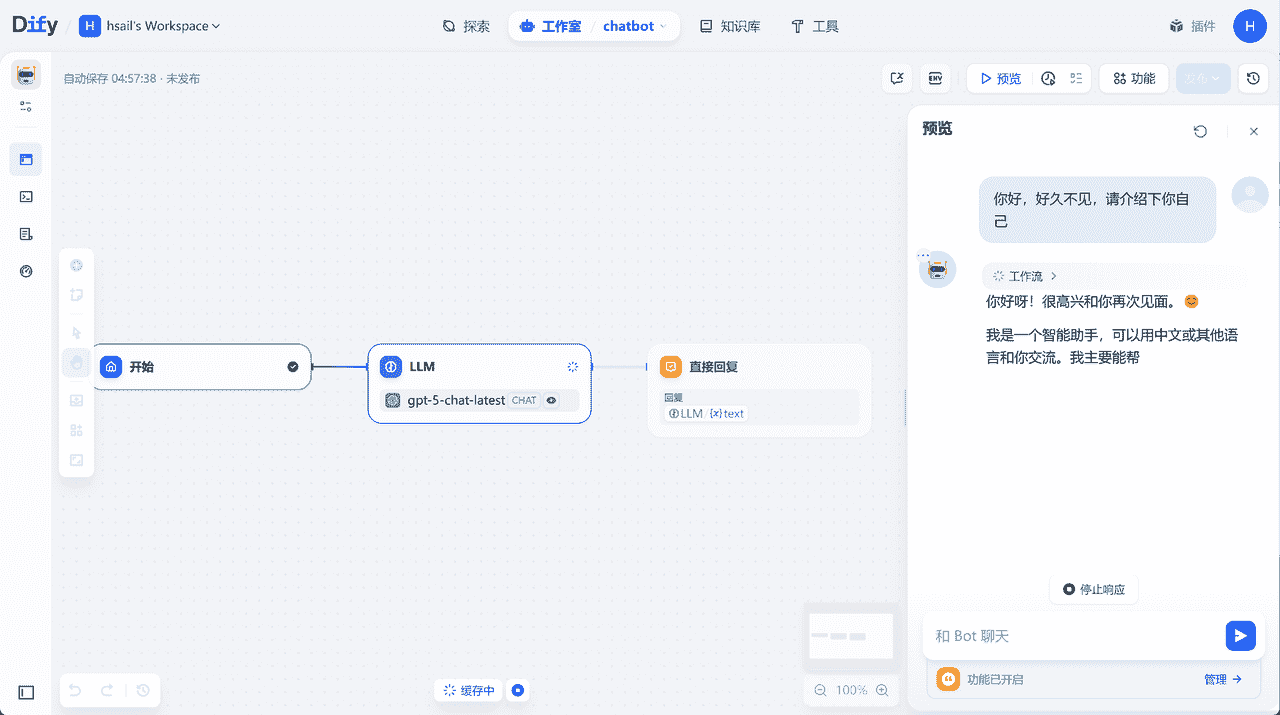 Dify / H hsail's Workspace
探索
工作室 / chatbot
知识库
工具
插件
H
自动保存 04:57:38 · 未发布
ENV
预览
功能
预览
你好，好久不见，请介绍下你自
己
工作流
你好呀！很高兴和你再次见面。😊
我是一个智能助手，可以用中文或其他语
言和你交流。我主要能帮
开始
LLM
gpt-5-chat-latest CHAT
直接回复
回复
LLM {x} text
停止响应
和 Bot 聊天
功能已开启
管理
缓存中
100%